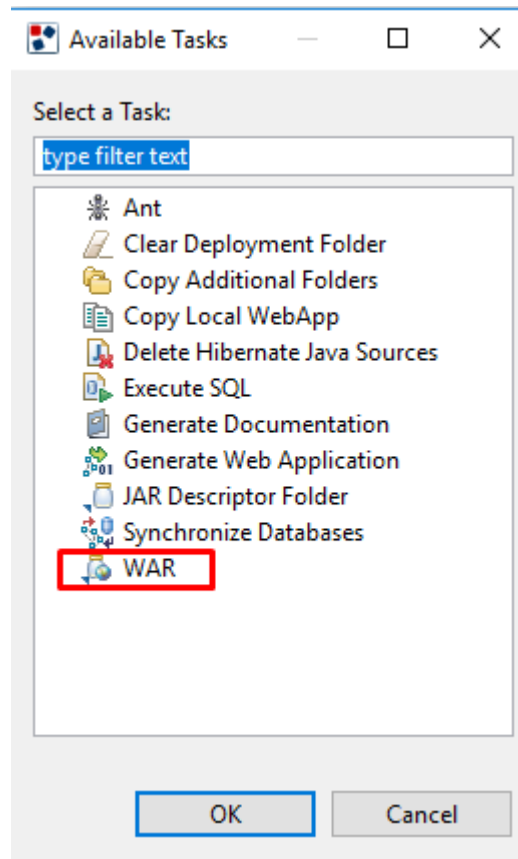 Available Tasks
Select a Task:
type filter text
Ant
Clear Deployment Folder
Copy Additional Folders
Copy Local WebApp
Delete Hibernate Java Sources
Execute SQL
Generate Documentation
Generate Web Application
JAR Descriptor Folder
Synchronize Databases
WAR
OK Cancel